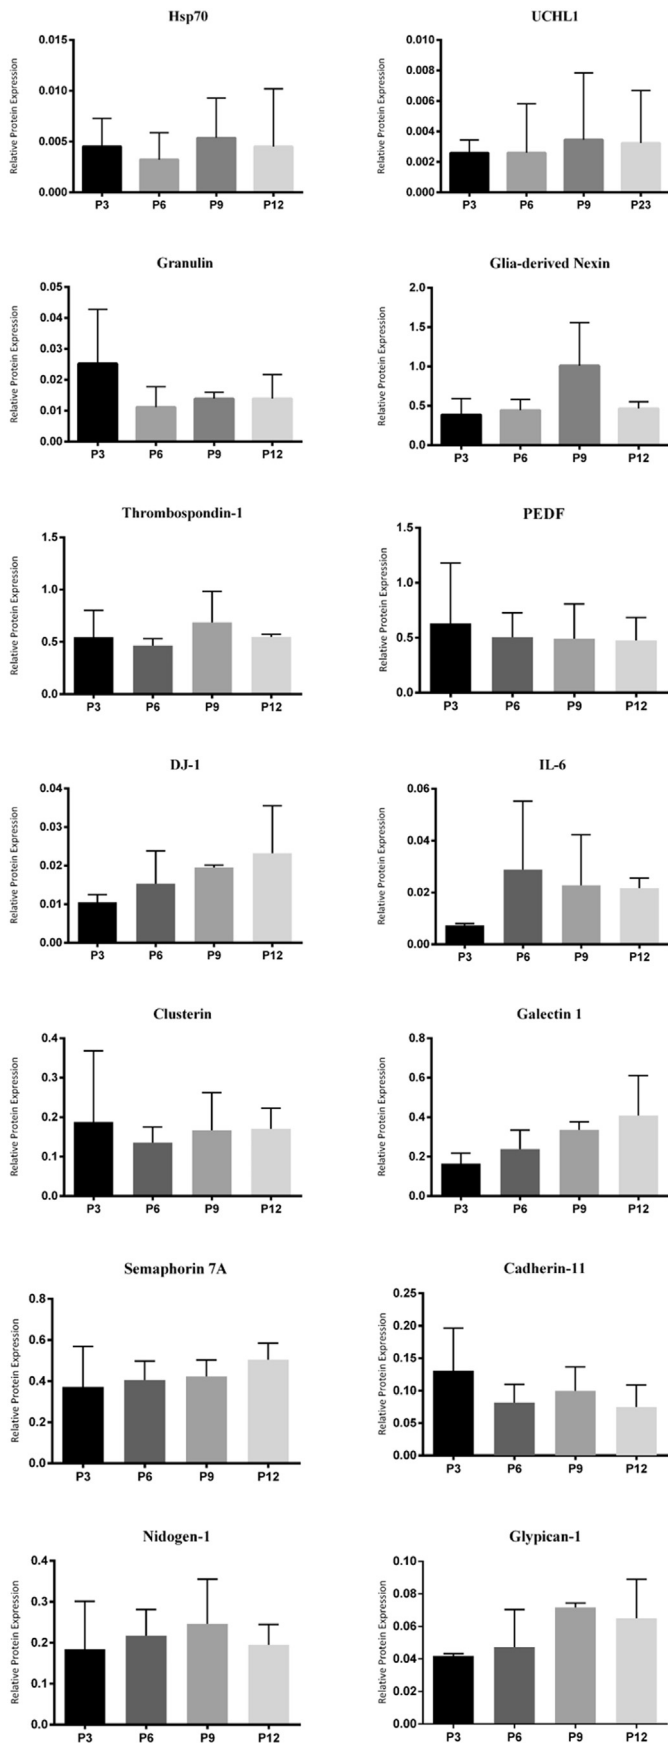 Hsp70
Relative Protein Expression
0.015
0.010
0.005
0.000
P3 P6 P9 P12
UCHL1
Relative Protein Expression
0.010
0.008
0.006
0.004
0.002
0.000
P3 P6 P9 P23
Granulin
Relative Protein Expression
0.05
0.04
0.03
0.02
0.01
0.00
P3 P6 P9 P12
Glia-derived Nexin
Relative Protein Expression
2.0
1.5
1.0
0.5
0.0
P3 P6 P9 P12
Thrombospondin-1
Relative Protein Expression
1.5
1.0
0.5
0.0
P3 P6 P9 P12
PEDF
Relative Protein Expression
1.5
1.0
0.5
0.0
P3 P6 P9 P12
DJ-1
Relative Protein Expression
0.04
0.03
0.02
0.01
0.00
P3 P6 P9 P12
IL-6
Relative Protein Expression
0.06
0.04
0.02
0.00
P3 P6 P9 P12
Clusterin
Relative Protein Expression
0.4
0.3
0.2
0.1
0.0
P3 P6 P9 P12
Galectin 1
Relative Protein Expression
0.8
0.6
0.4
0.2
0.0
P3 P6 P9 P12
Semaphorin 7A
Relative Protein Expression
0.8
0.6
0.4
0.2
0.0
P3 P6 P9 P12
Cadherin-11
Relative Protein Expression
0.25
0.20
0.15
0.10
0.05
0.00
P3 P6 P9 P12
Nidogen-1
Relative Protein Expression
0.4
0.3
0.2
0.1
0.0
P3 P6 P9 P12
Glypican-1
Relative Protein Expression
0.10
0.08
0.06
0.04
0.02
0.00
P3 P6 P9 P12